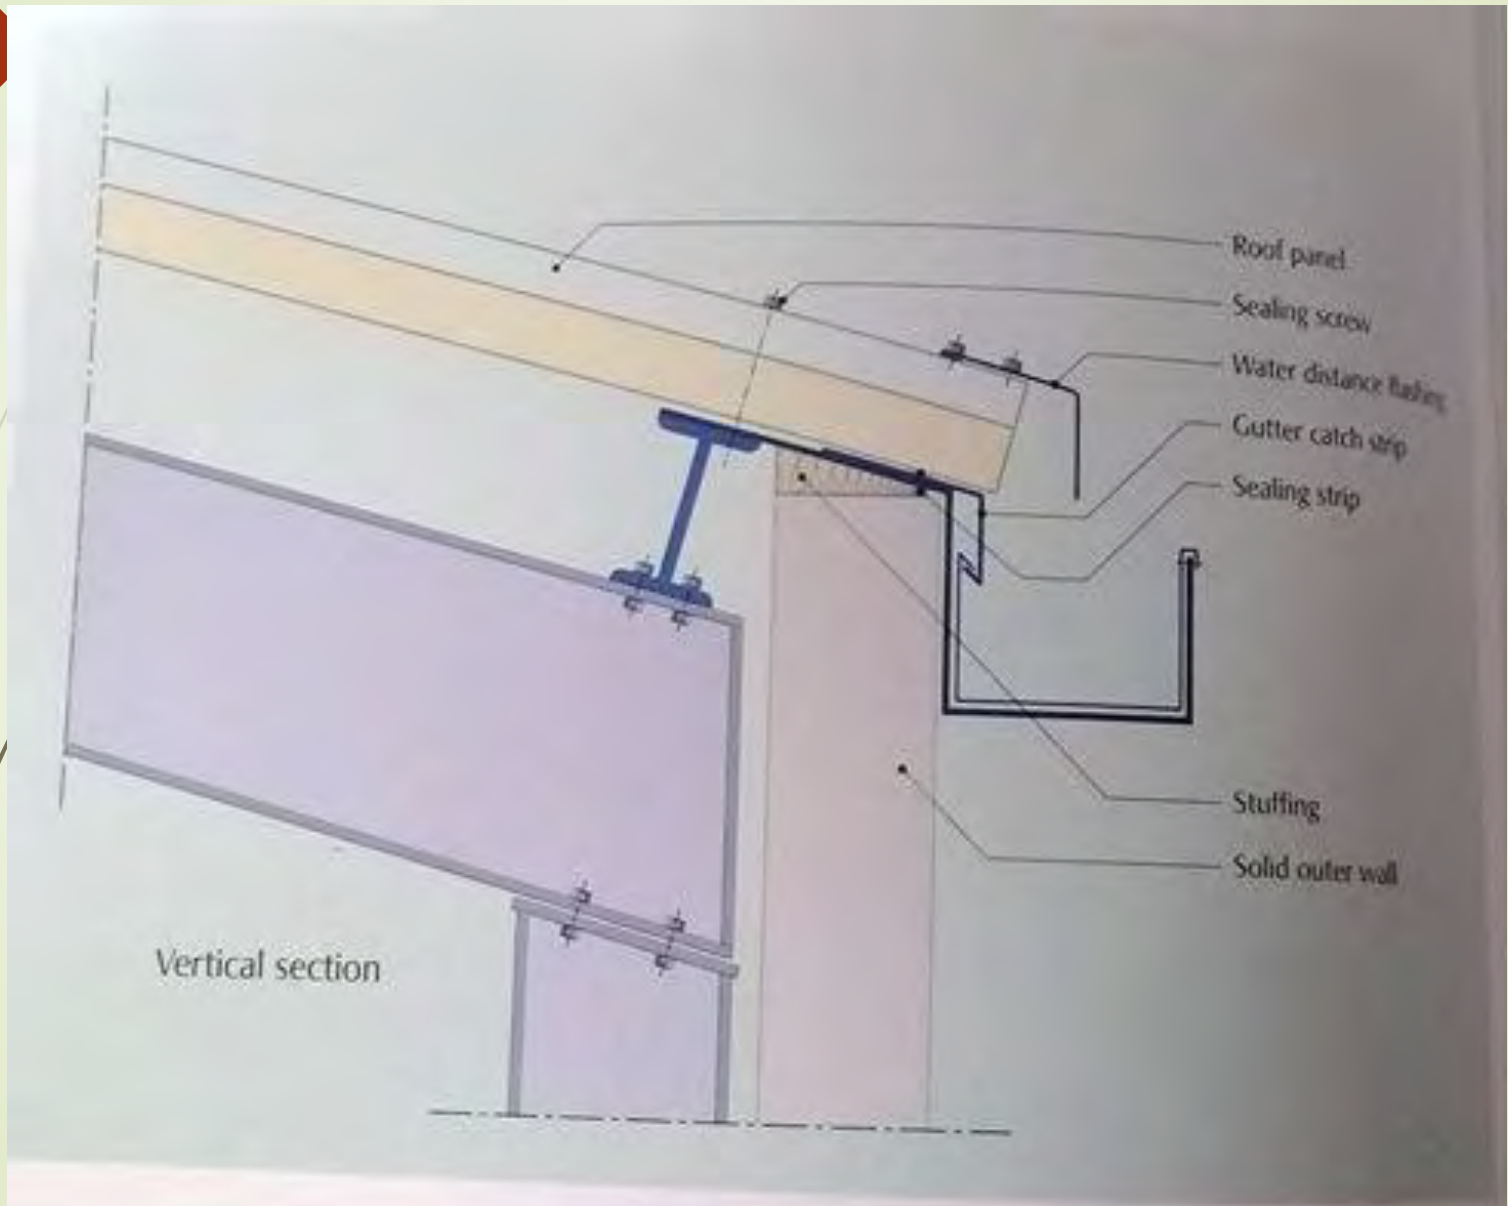 Roof panel
Sealing screw
Water distance flashing
Gutter catch strip
Sealing strip
Stuffing
Solid outer wall
Vertical section